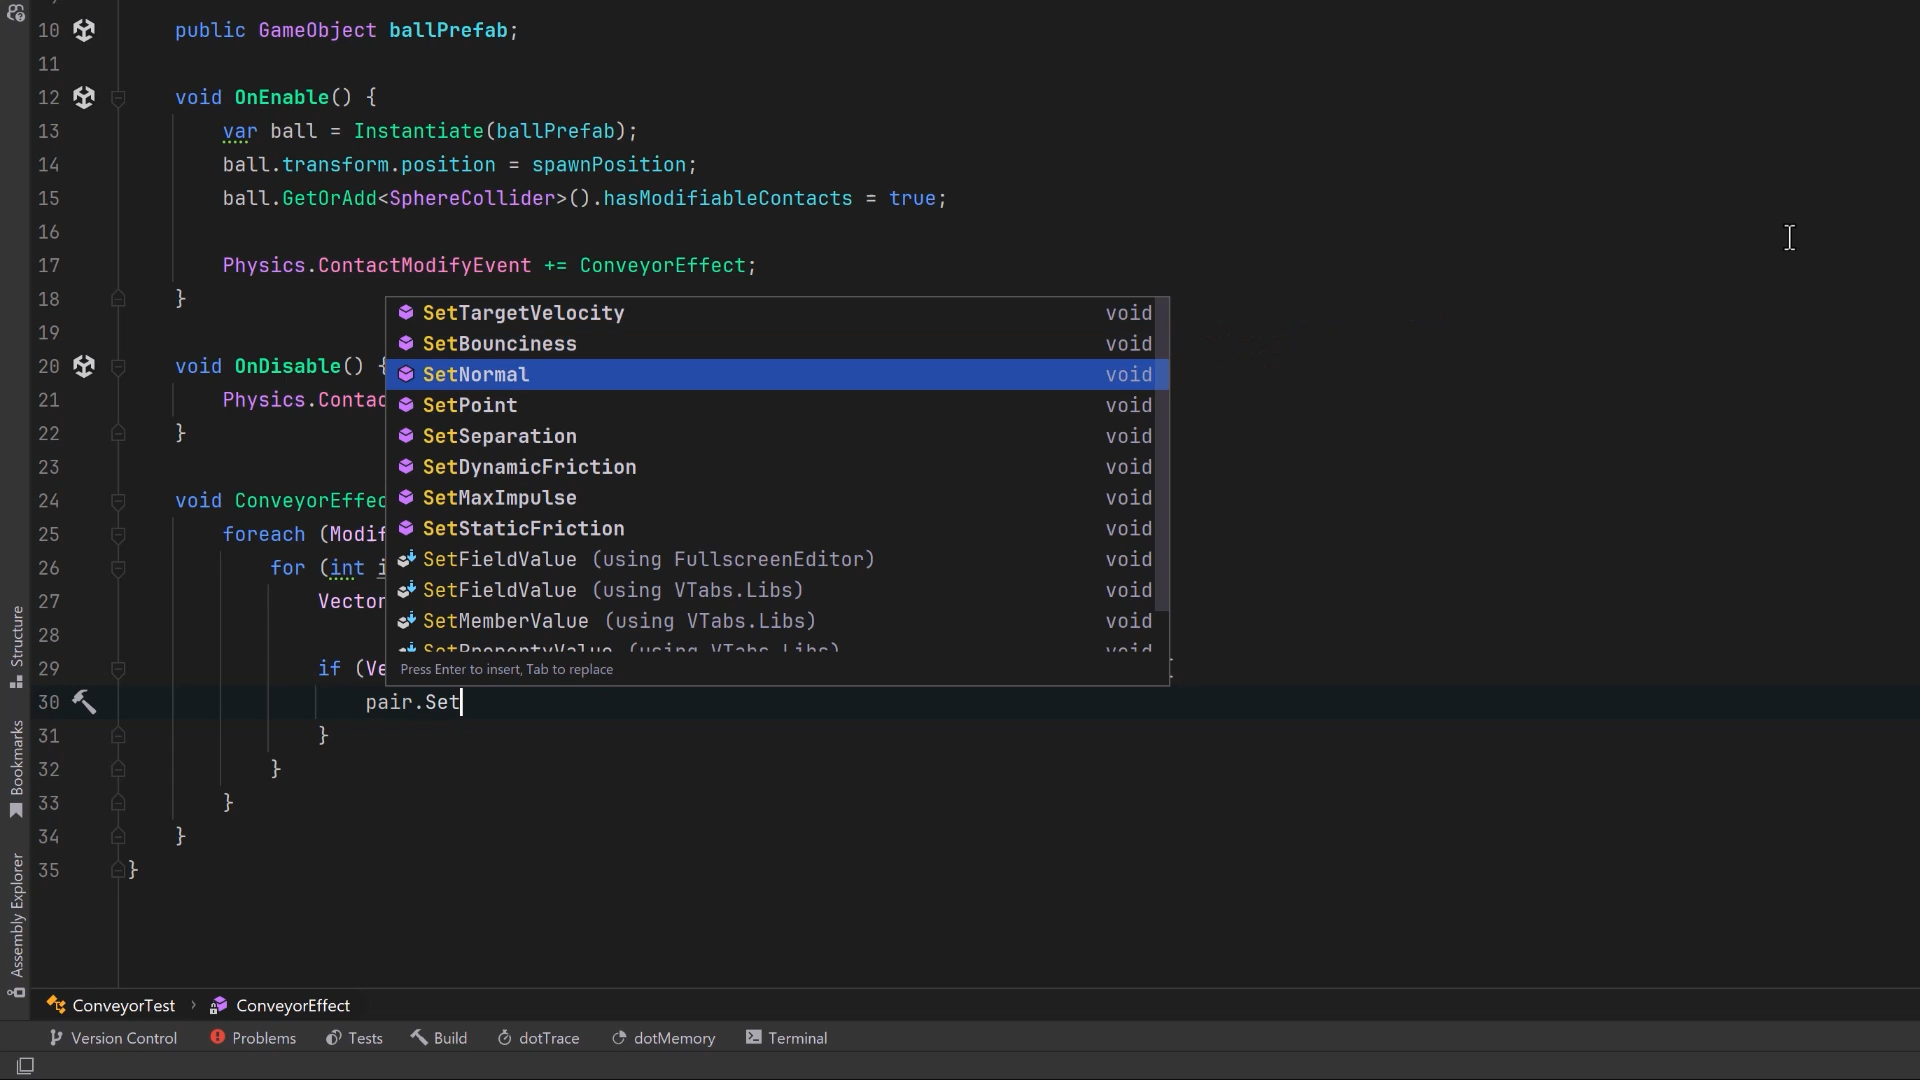 10 public GameObject ballPrefab;
11
12 void OnEnable() {
13 var ball = Instantiate(ballPrefab);
14 ball.transform.position = spawnPosition;
15 ball.GetOrAdd<SphereCollider>().hasModifiableContacts = true;
16
17 Physics.ContactModifyEvent += ConveyorEffect;
18 }
19
20 void OnDisable() {
21 Physics.Contac
22 }
23
24 void ConveyorEffec
25 foreach (Modif
26 for (int i
27 Vector
28
29 if (Ve
30 pair.Set
31 }
32 }
33 }
34 }
35 }
SetTargetVelocity void
SetBounciness void
SetNormal void
SetPoint void
SetSeparation void
SetDynamicFriction void
SetMaxImpulse void
SetStaticFriction void
SetFieldValue (using FullscreenEditor) void
SetFieldValue (using VTabs.Libs) void
SetMemberValue (using VTabs.Libs) void
SetPropertyValue (using VTabs.Libs) void
Press Enter to insert, Tab to replace
Structure
Bookmarks
Assembly Explorer
ConveyorTest › ConveyorEffect
Version Control Problems Tests Build dotTrace dotMemory Terminal